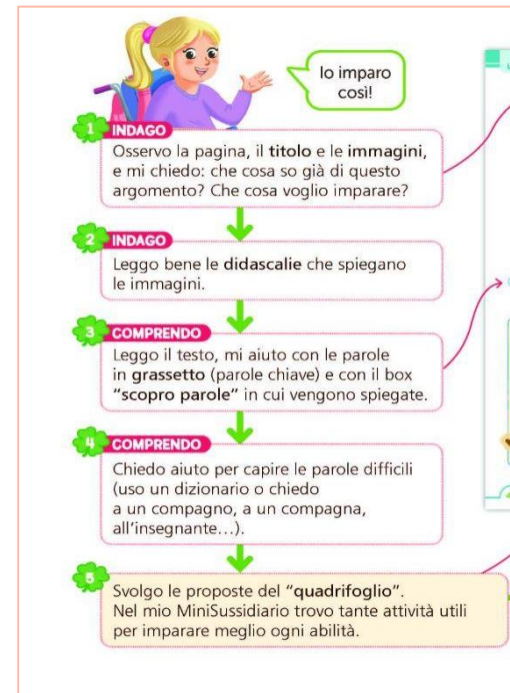 Io imparo
così!
1 INDAGO
Osservo la pagina, il titolo e le immagini,
e mi chiedo: che cosa so già di questo
argomento? Che cosa voglio imparare?
2 INDAGO
Leggo bene le didascalie che spiegano
le immagini.
3 COMPRENDO
Leggo il testo, mi aiuto con le parole
in grassetto (parole chiave) e con il box
“scopro parole” in cui vengono spiegate.
4 COMPRENDO
Chiedo aiuto per capire le parole difficili
(uso un dizionario o chiedo
a un compagno, a un compagna,
all’insegnante…).
5
Svolgo le proposte del “quadrifoglio”.
Nel mio MiniSussidiario trovo tante attività utili
per imparare meglio ogni abilità.